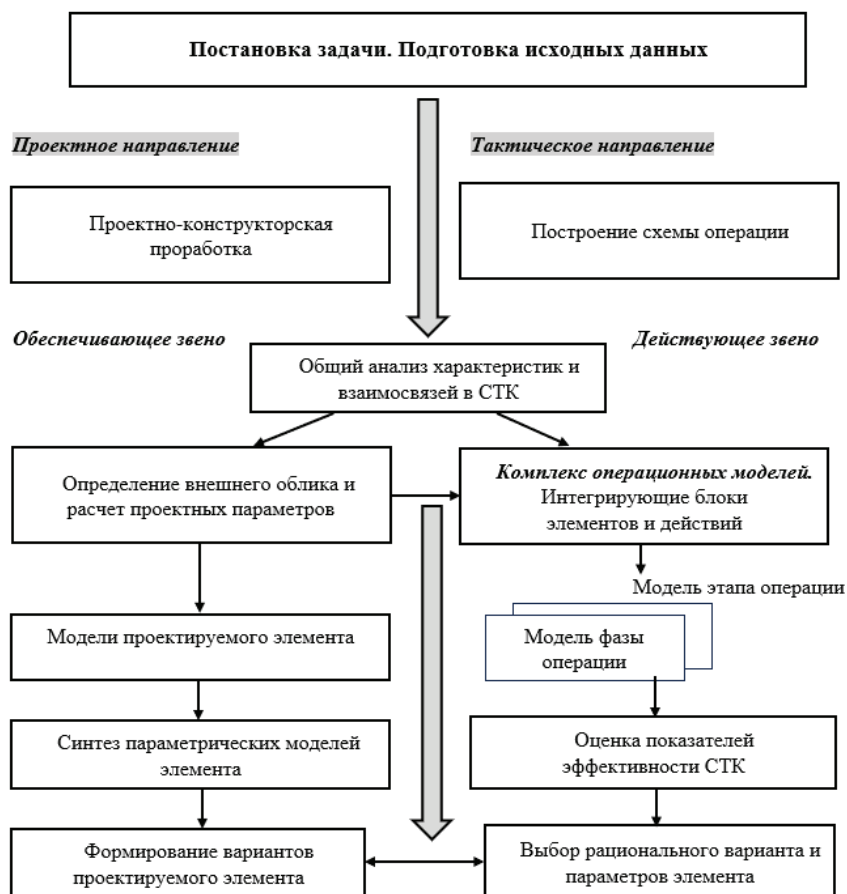 Постановка задачи. Подготовка исходных данных
Проектное направление
Тактическое направление
Проектно-конструкторская
проработка
Построение схемы операции
Обеспечивающее звено
Действующее звено
Общий анализ характеристик и
взаимосвязей в СТК
Определение внешнего облика и
расчет проектных параметров
Комплекс операционных моделей.
Интегрирующие блоки
элементов и действий
Модель этапа операции
Модели проектируемого элемента
Модель фазы
операции
Синтез параметрических моделей
элемента
Оценка показателей
эффективности СТК
Формирование вариантов
проектируемого элемента
Выбор рационального варианта и
параметров элемента